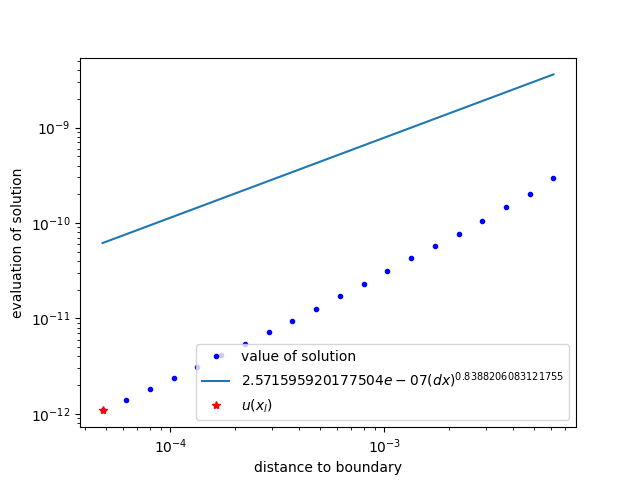 10⁻⁹
10⁻¹⁰
10⁻¹¹
10⁻¹²
evaluation of solution
value of solution
2.571595920177504e − 07(dx)^0.8388206083121755
u(x_l)
10⁻⁴
10⁻³
distance to boundary